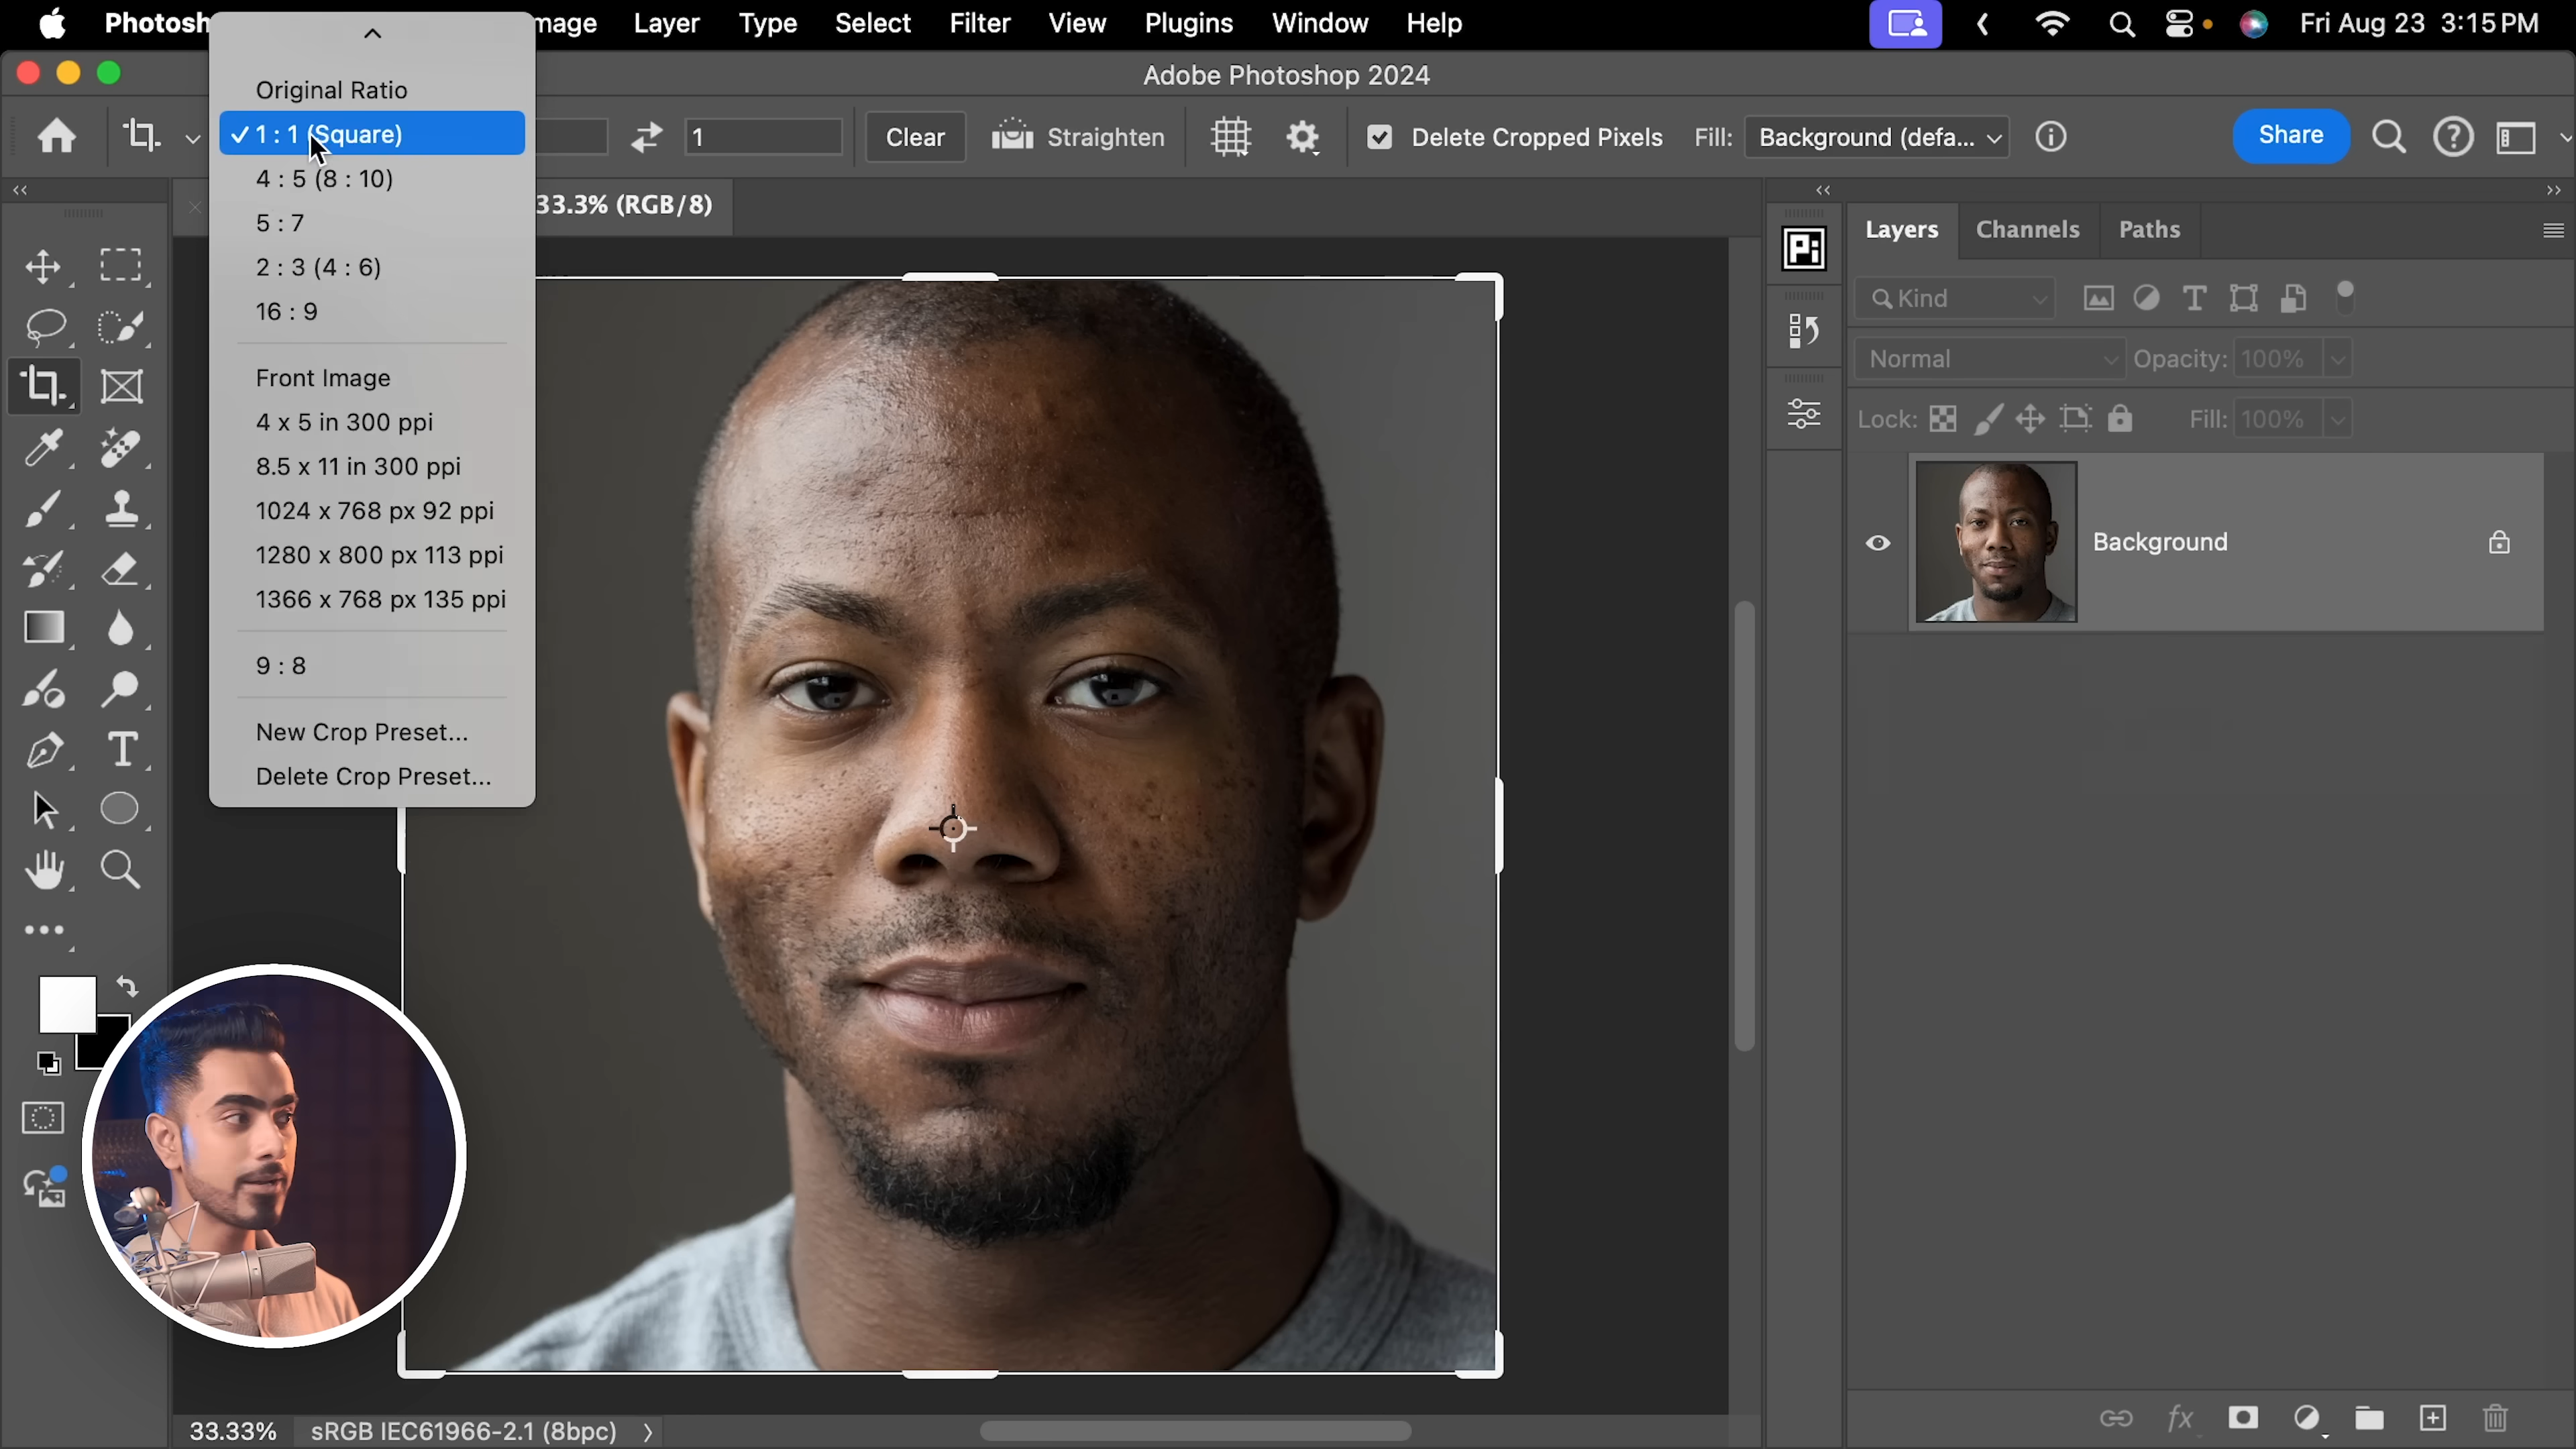 Photosh mage Layer Type Select Filter View Plugins Window Help Fri Aug 23 3:15 PM
Adobe Photoshop 2024
1 Clear Straighten Delete Cropped Pixels Fill: Background (defa... Share
Original Ratio
1 : 1 (Square)
4 : 5 (8 : 10)
5 : 7
2 : 3 (4 : 6)
16 : 9
Front Image
4 x 5 in 300 ppi
8.5 x 11 in 300 ppi
1024 x 768 px 92 ppi
1280 x 800 px 113 ppi
1366 x 768 px 135 ppi
9 : 8
New Crop Preset...
Delete Crop Preset...
33.3% (RGB/8)
Pi
Layers Channels Paths
Kind
Normal Opacity: 100%
Lock: Fill: 100%
Background
fx
33.33% sRGB IEC61966-2.1 (8bpc)